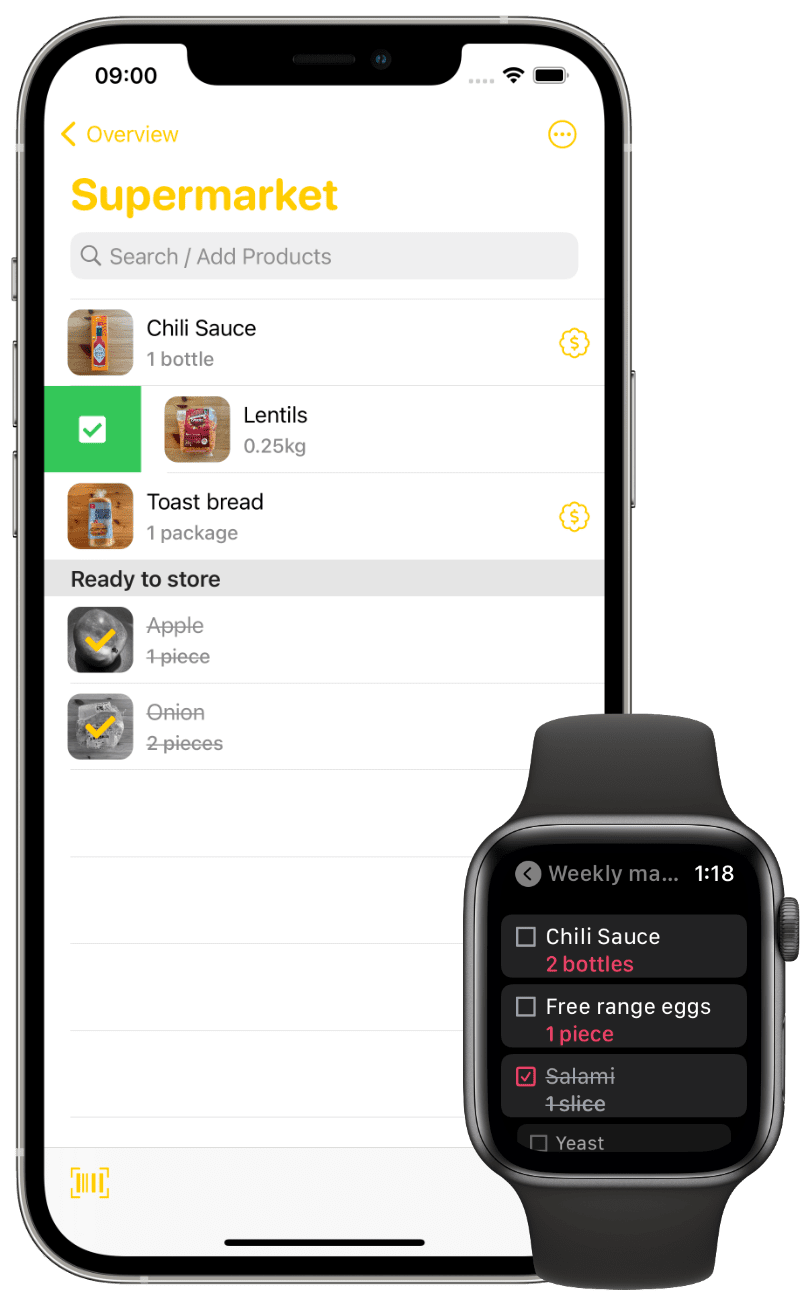 09:00
Overview
Supermarket
Search / Add Products
Chili Sauce
1 bottle
$
Lentils
0.25kg
Toast bread
1 package
$
Ready to store
Apple
1 piece
Onion
2 pieces
Weekly ma... 1:18
Chili Sauce
2 bottles
Free range eggs
1 piece
Salami
1 slice
Yeast